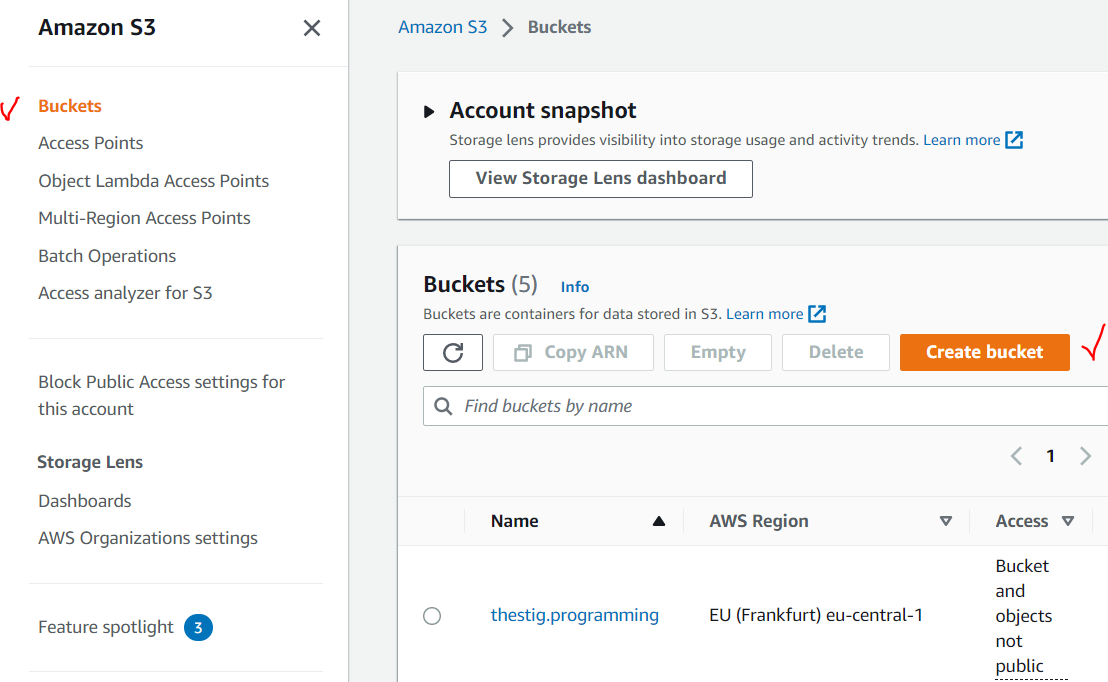 Amazon S3
Buckets
Access Points
Object Lambda Access Points
Multi-Region Access Points
Batch Operations
Access analyzer for S3
Block Public Access settings for
this account
Storage Lens
Dashboards
AWS Organizations settings
Feature spotlight 3
Amazon S3 > Buckets
Account snapshot
Storage lens provides visibility into storage usage and activity trends. Learn more
View Storage Lens dashboard
Buckets (5) Info
Buckets are containers for data stored in S3. Learn more
Copy ARN Empty Delete Create bucket
Find buckets by name
1
Name AWS Region Access
thestig.programming EU (Frankfurt) eu-central-1
Bucket
and
objects
not
public